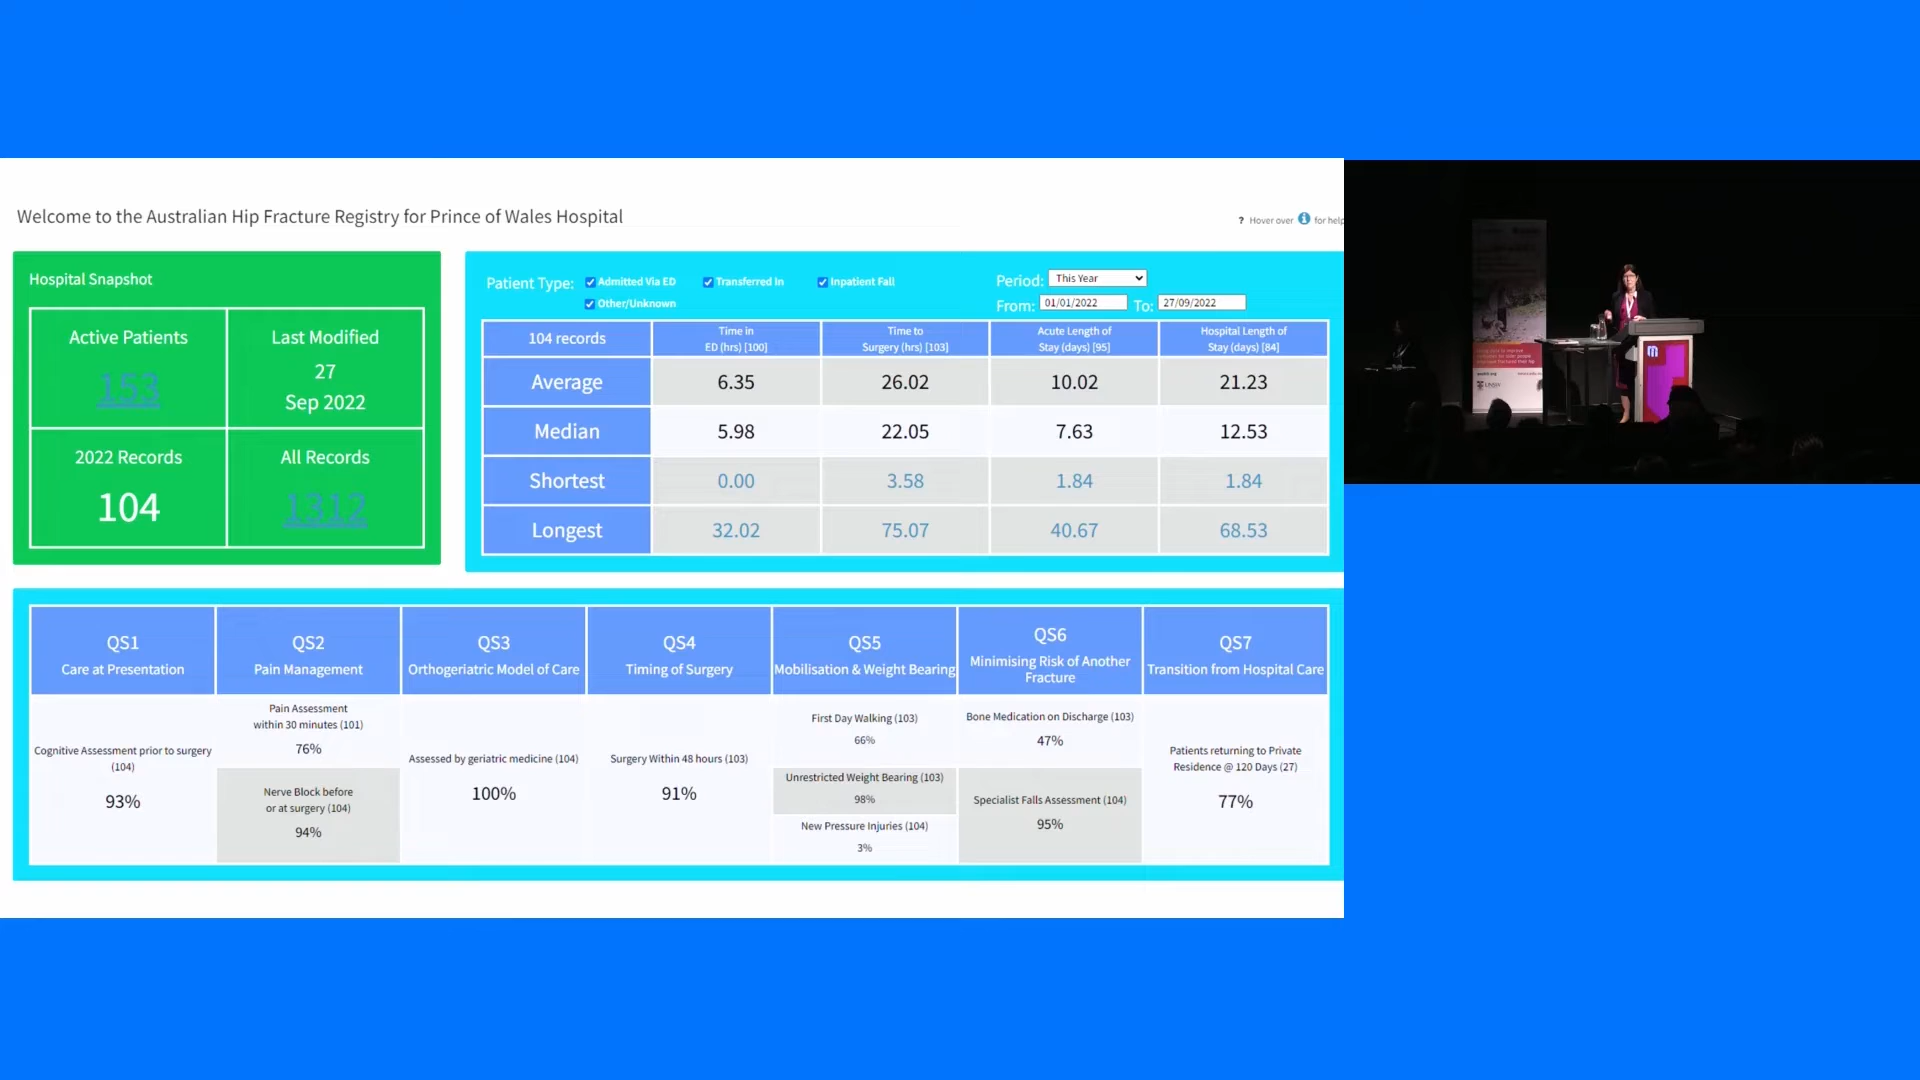 Welcome to the Australian Hip Fracture Registry for Prince of Wales Hospital
? Hover over i for help
Hospital Snapshot
Active Patients
153
Last Modified
27
Sep 2022
2022 Records
104
All Records
1312
Patient Type:
Admitted Via ED
Transferred In
Inpatient Fall
Other/Unknown
Period: This Year
From: 01/01/2022 To: 27/09/2022
104 records
Time in
ED (hrs) [100]
Time to
Surgery (hrs) [103]
Acute Length of
Stay (days) [95]
Hospital Length of
Stay (days) [84]
Average 6.35 26.02 10.02 21.23
Median 5.98 22.05 7.63 12.53
Shortest 0.00 3.58 1.84 1.84
Longest 32.02 75.07 40.67 68.53
QS1
Care at Presentation
QS2
Pain Management
QS3
Orthogeriatric Model of Care
QS4
Timing of Surgery
QS5
Mobilisation & Weight Bearing
QS6
Minimising Risk of Another
Fracture
QS7
Transition from Hospital Care
Cognitive Assessment prior to surgery
(104)
93%
Pain Assessment
within 30 minutes (101)
76%
Nerve Block before
or at surgery (104)
94%
Assessed by geriatric medicine (104)
100%
Surgery Within 48 hours (103)
91%
First Day Walking (103)
66%
Unrestricted Weight Bearing (103)
98%
New Pressure Injuries (104)
3%
Bone Medication on Discharge (103)
47%
Specialist Falls Assessment (104)
95%
Patients returning to Private
Residence @ 120 Days (27)
77%